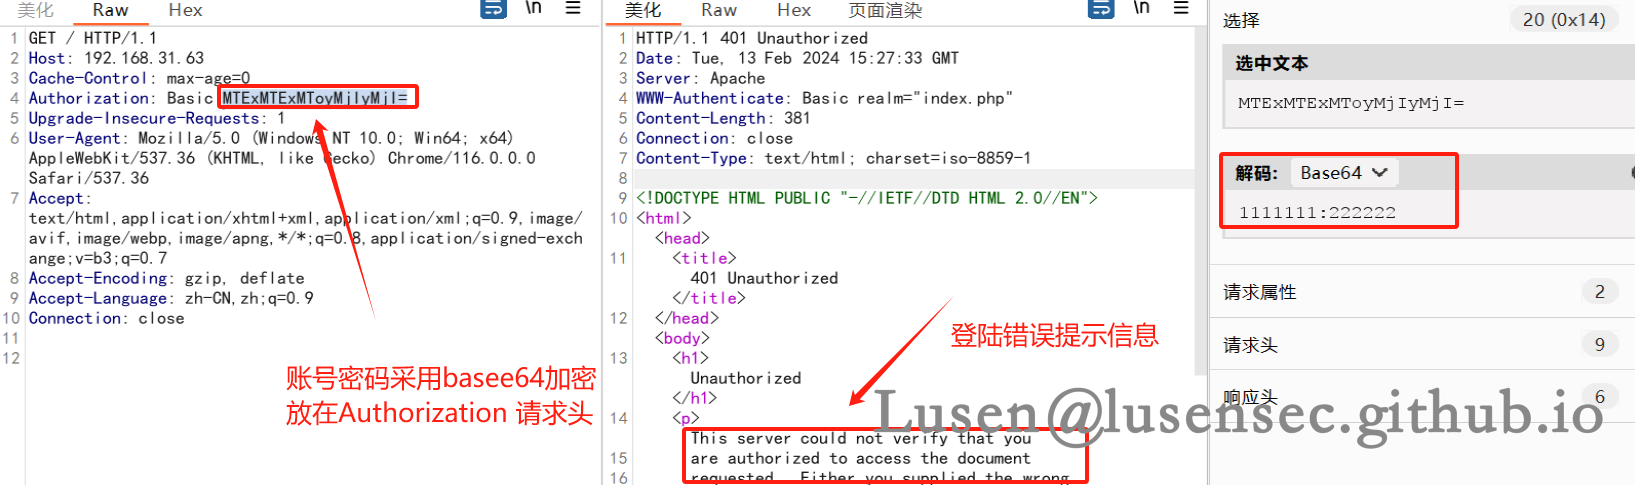 美化 Raw Hex \n
1 GET / HTTP/1.1
2 Host: 192.168.31.63
3 Cache-Control: max-age=0
4 Authorization: Basic MTExMTExMToyMjIyMjI=
5 Upgrade-Insecure-Requests: 1
6 User-Agent: Mozilla/5.0 (Windows NT 10.0; Win64; x64)
AppleWebKit/537.36 (KHTML, like Gecko) Chrome/116.0.0.0
Safari/537.36
7 Accept:
text/html,application/xhtml+xml,application/xml;q=0.9,image/
avif,image/webp,image/apng,*/*;q=0.8,application/signed-exch
ange;v=b3;q=0.7
8 Accept-Encoding: gzip, deflate
9 Accept-Language: zh-CN,zh;q=0.9
10 Connection: close
11
12
账号密码采用basee64加密
放在Authorization 请求头
美化 Raw Hex 页面渲染 \n
1 HTTP/1.1 401 Unauthorized
2 Date: Tue, 13 Feb 2024 15:27:33 GMT
3 Server: Apache
4 WWW-Authenticate: Basic realm="index.php"
5 Content-Length: 381
6 Connection: close
7 Content-Type: text/html; charset=iso-8859-1
8
9 <!DOCTYPE HTML PUBLIC "-//IETF//DTD HTML 2.0//EN">
10 <html>
<head>
11 <title>
401 Unauthorized
</title>
12 </head>
<body>
13 <h1>
Unauthorized
</h1>
14 <p>
This server could not verify that you
15 are authorized to access the document
16 requested. Either you supplied the wrong
登陆错误提示信息
选择 20 (0x14)
选中文本
MTExMTExMToyMjIyMjI=
解码: Base64
1111111:222222
请求属性 2
请求头 9
响应头 6
Lusen@lusensec.github.io